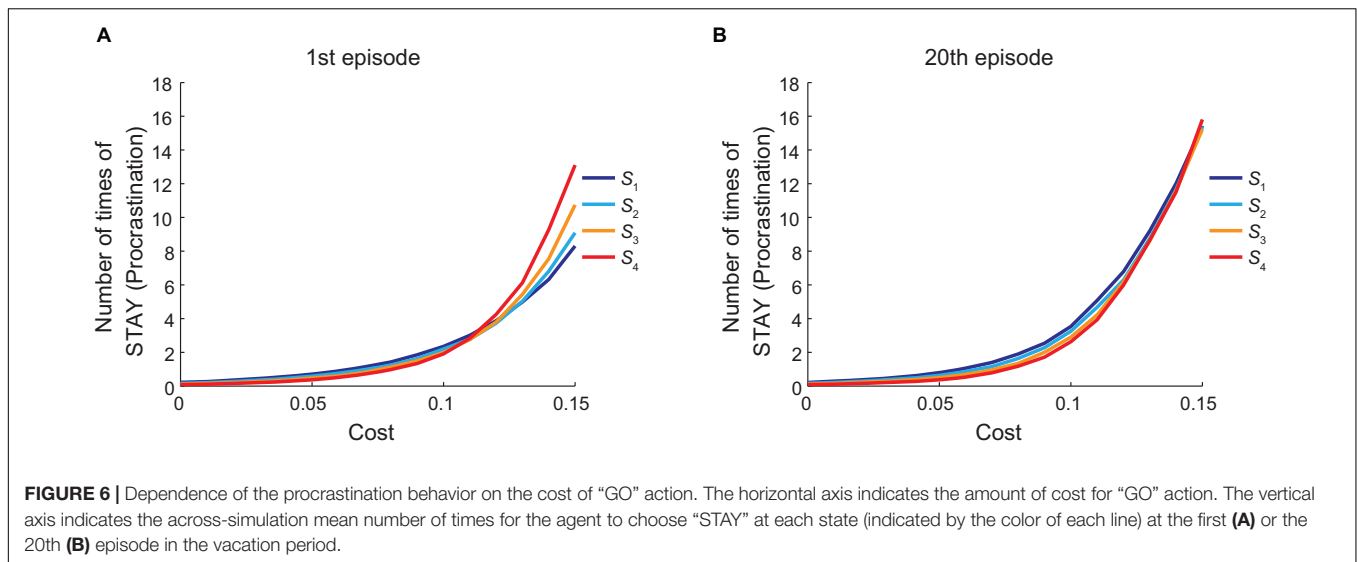 A
1st episode
18
16
14
12
10
8
6
4
2
0
Number of times of
STAY (Procrastination)
0
0.05
0.1
0.15
Cost
S1
S2
S3
S4
B
20th episode
18
16
14
12
10
8
6
4
2
0
Number of times of
STAY (Procrastination)
0
0.05
0.1
0.15
Cost
S1
S2
S3
S4
FIGURE 6 | Dependence of the procrastination behavior on the cost of “GO” action. The horizontal axis indicates the amount of cost for “GO” action. The vertical
axis indicates the across-simulation mean number of times for the agent to choose “STAY” at each state (indicated by the color of each line) at the first (A) or the
20th (B) episode in the vacation period.